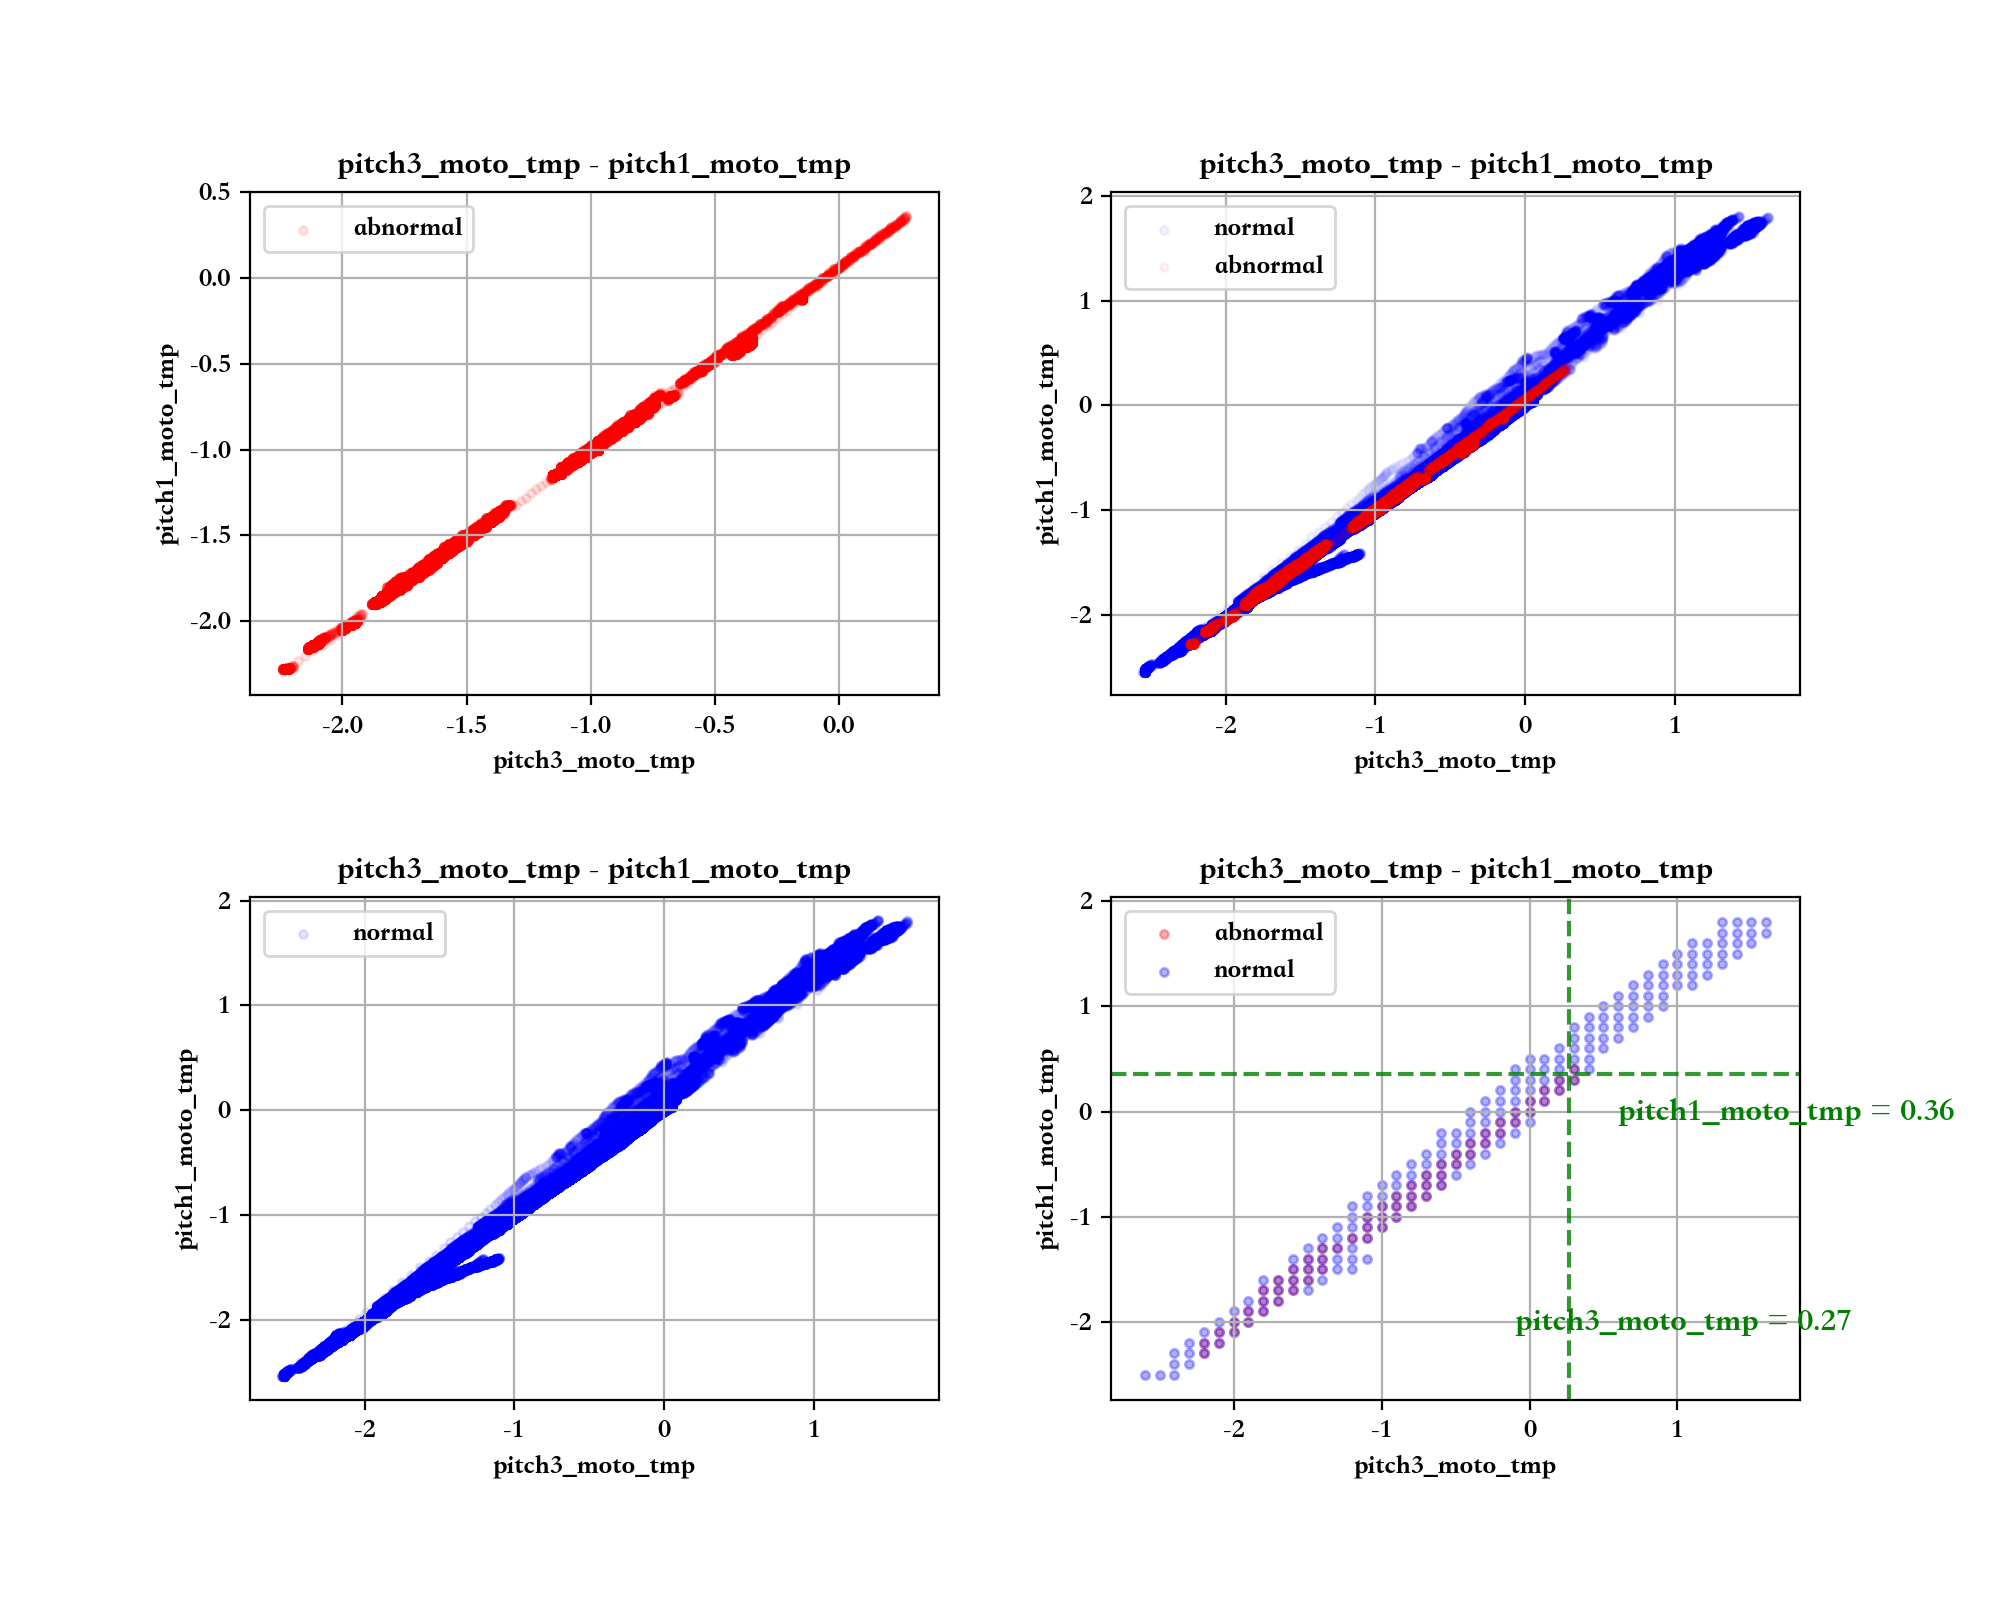 pitch3_moto_tmp - pitch1_moto_tmp
abnormal
0.5
0.0
-0.5
-1.0
-1.5
-2.0
pitch1_moto_tmp
-2.0 -1.5 -1.0 -0.5 0.0
pitch3_moto_tmp
pitch3_moto_tmp - pitch1_moto_tmp
normal
abnormal
2
1
0
-1
-2
pitch1_moto_tmp
-2 -1 0 1
pitch3_moto_tmp
pitch3_moto_tmp - pitch1_moto_tmp
normal
2
1
0
-1
-2
pitch1_moto_tmp
-2 -1 0 1
pitch3_moto_tmp
pitch3_moto_tmp - pitch1_moto_tmp
abnormal
normal
2
1
0
-1
-2
pitch1_moto_tmp
pitch1_moto_tmp = 0.36
pitch3_moto_tmp = 0.27
-2 -1 0 1
pitch3_moto_tmp